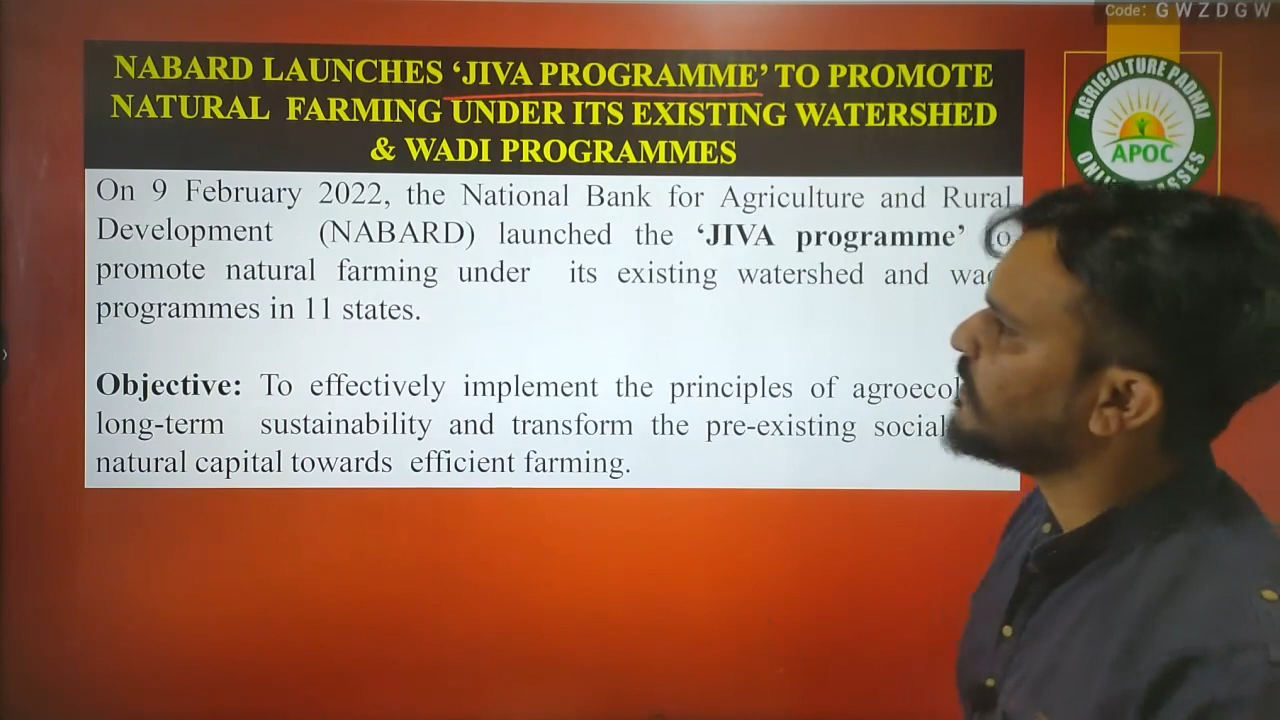 Code: G W Z D G W
NABARD LAUNCHES ‘JIVA PROGRAMME’ TO PROMOTE
NATURAL FARMING UNDER ITS EXISTING WATERSHED
& WADI PROGRAMMES
AGRICULTURE PADHAI
APOC
On 9 February 2022, the National Bank for Agriculture and Rural
Development (NABARD) launched the ‘JIVA programme’
promote natural farming under its existing watershed and
programmes in 11 states.
Objective: To effectively implement the principles of
long-term sustainability and transform the pre-existing social
natural capital towards efficient farming.